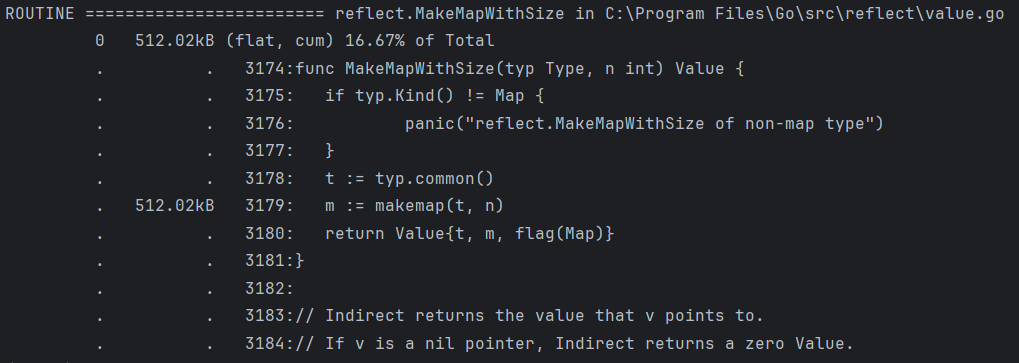 ROUTINE ======================== reflect.MakeMapWithSize in C:\Program Files\Go\src\reflect\value.go
         0   512.02kB (flat, cum) 16.67% of Total
         .          .   3174:func MakeMapWithSize(typ Type, n int) Value {
         .          .   3175:   if typ.Kind() != Map {
         .          .   3176:           panic("reflect.MakeMapWithSize of non-map type")
         .          .   3177:   }
         .          .   3178:   t := typ.common()
         .   512.02kB   3179:   m := makemap(t, n)
         .          .   3180:   return Value{t, m, flag(Map)}
         .          .   3181:}
         .          .   3182:
         .          .   3183:// Indirect returns the value that v points to.
         .          .   3184:// If v is a nil pointer, Indirect returns a zero Value.